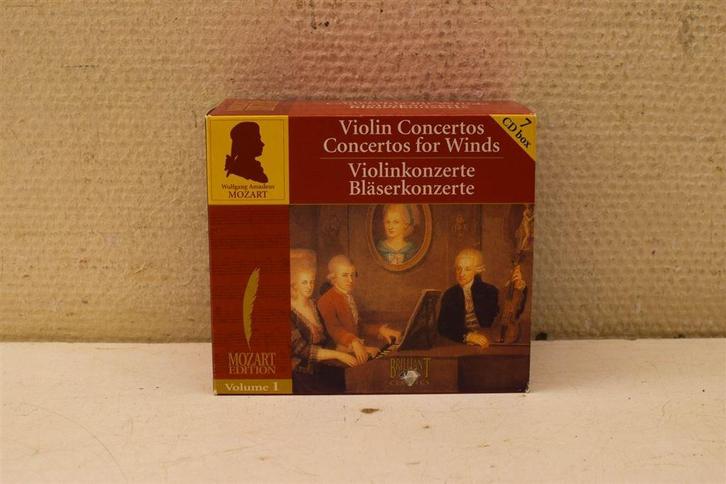 Bläserkonzerte
7
CD box
Violin Concertos
Concertos for Winds
Violinkonzerte
Bläserkonzerte
Wolfgang Amadeus
MOZART
MOZART
EDITION
Volume 1
BRILLIANT
CLASSICS